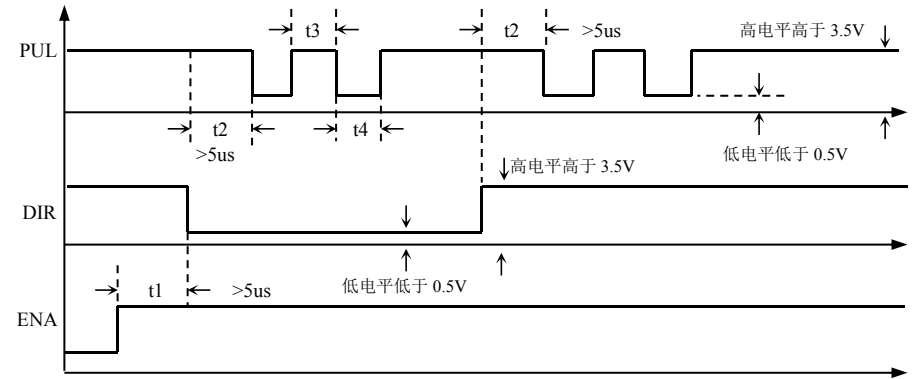 t3
t2
>5us
高电平高于 3.5V
PUL
t2
t4
>5us
低电平低于 0.5V
高电平高于 3.5V
DIR
t1
>5us
低电平低于 0.5V
ENA